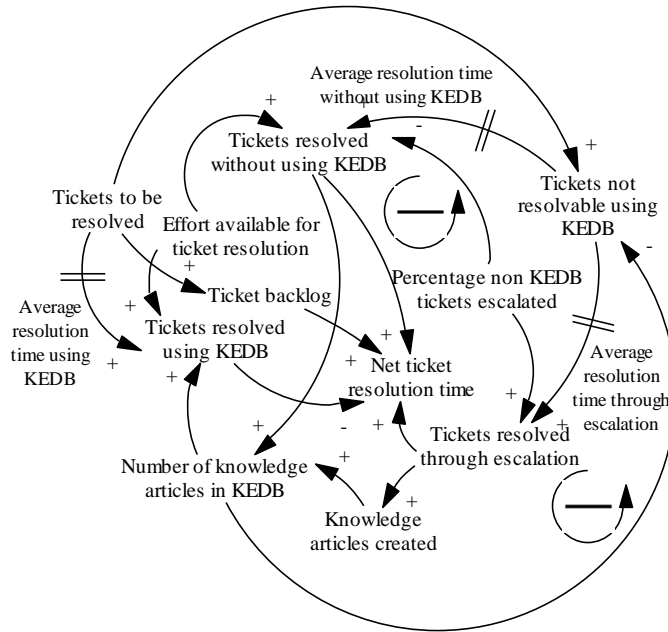 Average resolution time
without using KEDB
+
+
-
Tickets resolved
without using KEDB
+
Tickets not
resolvable using
KEDB
-
Tickets to be
resolved
Effort available for
ticket resolution
+
Percentage non KEDB
tickets escalated
Ticket backlog
Average
resolution
time using
KEDB
+
+
Tickets resolved
using KEDB
+
+
+
Net ticket
resolution time
-
+
Average
resolution
time through
escalation
+
+
Tickets resolved
through escalation
+
Number of knowledge
articles in KEDB
+
+
Knowledge
articles created